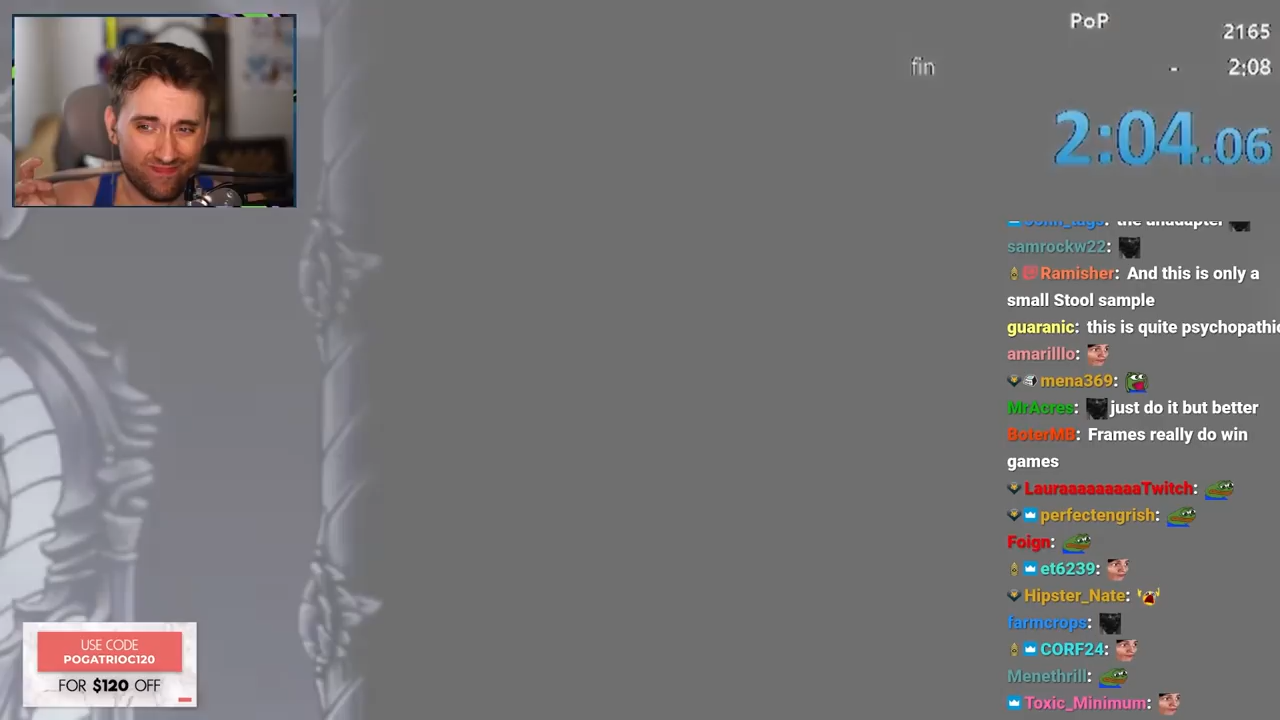 PoP
2165
fin - 2:08
2:04.06
samrockw22:
Ramisher: And this is only a
small Stool sample
guaranic: this is quite psychopathic
amarilllo:
mena369:
MrAcres: just do it but better
BoterMB: Frames really do win
games
LauraaaaaaaaaTwitch:
perfectengrish:
Foign:
et6239:
Hipster_Nate:
farmcrops:
CORF24:
Menethrill:
Toxic_Minimum:
USE CODE
POGATRIOC120
FOR $120 OFF